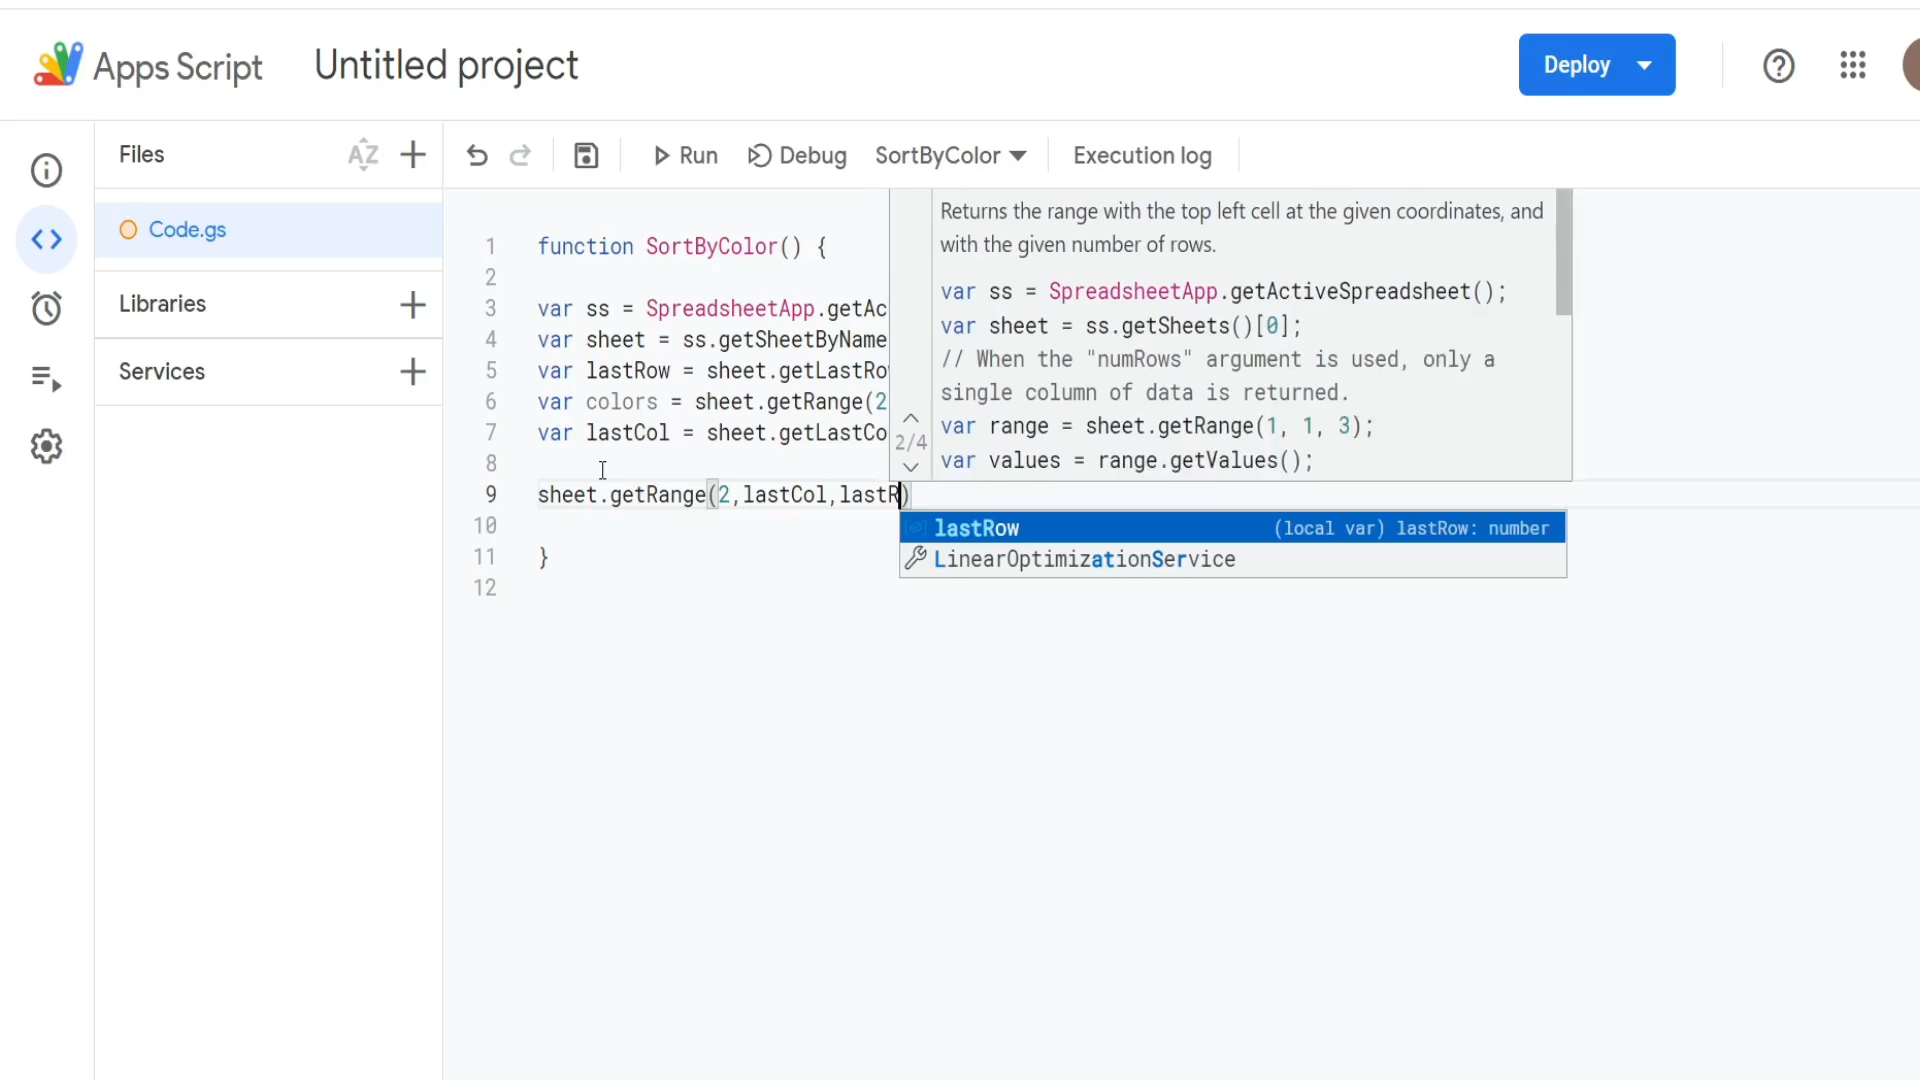 Apps Script Untitled project Deploy
Files AZ Run Debug SortByColor Execution log
Code.gs
Libraries
Services
1 function SortByColor() {
2
3 var ss = SpreadsheetApp.getAc
4 var sheet = ss.getSheetByName
5 var lastRow = sheet.getLastRo
6 var colors = sheet.getRange(2
7 var lastCol = sheet.getLastCo
8
9 sheet.getRange(2,lastCol,lastR)
10
11 }
12
Returns the range with the top left cell at the given coordinates, and
with the given number of rows.
var ss = SpreadsheetApp.getActiveSpreadsheet();
var sheet = ss.getSheets()[0];
// When the "numRows" argument is used, only a
single column of data is returned.
var range = sheet.getRange(1, 1, 3);
var values = range.getValues();
2/4
lastRow (local var) lastRow: number
LinearOptimizationService